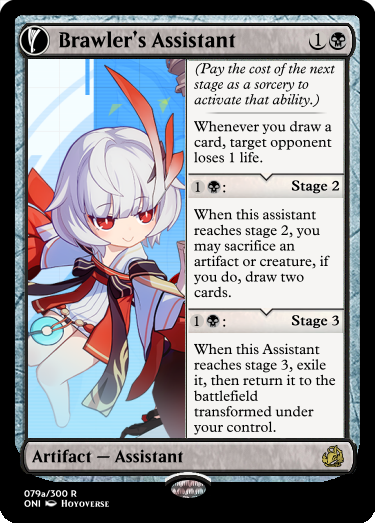 Brawler's Assistant 1
(Pay the cost of the next
stage as a sorcery to
activate that ability.)
Whenever you draw a
card, target opponent
loses 1 life.
1 : Stage 2
When this assistant
reaches stage 2, you
may sacrifice an
artifact or creature, if
you do, draw two
cards.
1 : Stage 3
When this Assistant
reaches stage 3, exile
it, then return it to the
battlefield
transformed under
your control.
Artifact — Assistant
079a/300 R
ONI Hoyoverse